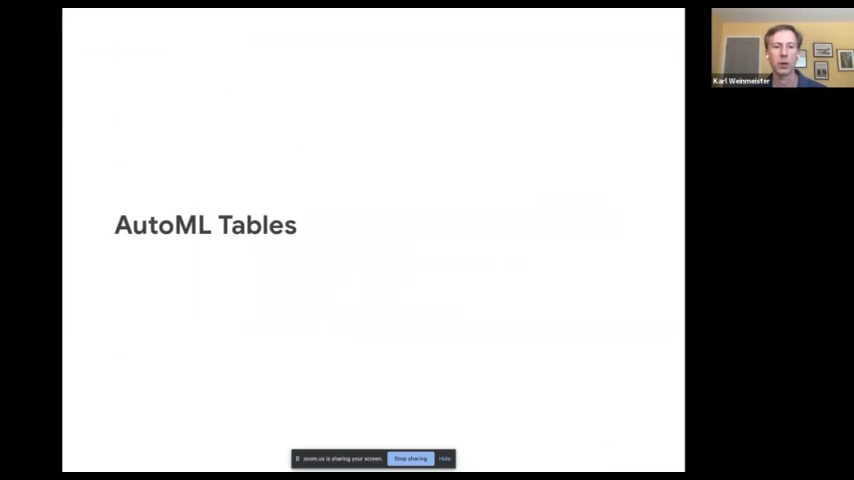 Karl Weinmeister
AutoML Tables
zoom.us is sharing your screen.
Stop sharing
Hide